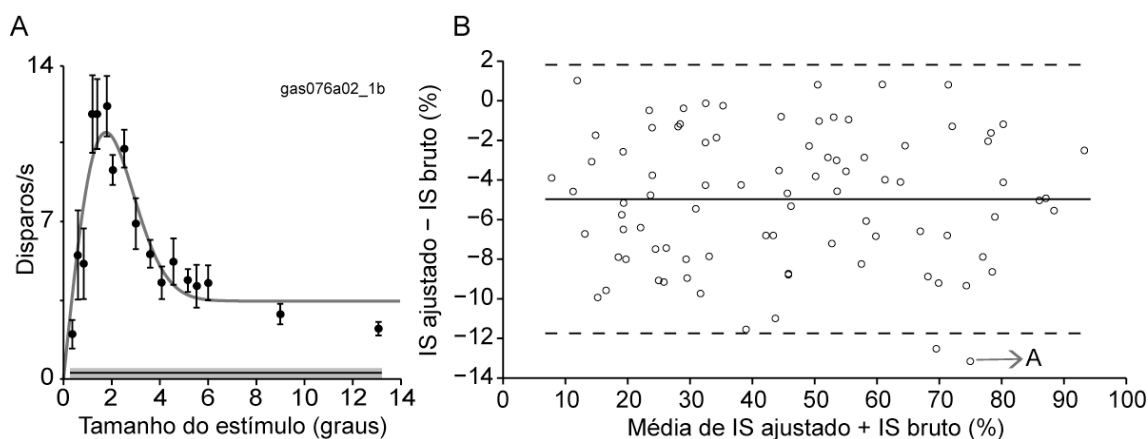 A
14
7
0
Disparos/s
gas076a02_1b
0 2 4 6 8 10 12 14
Tamanho do estímulo (graus)
B
2
0
−2
−4
−6
−8
−10
−12
−14
IS ajustado − IS bruto (%)
A
0 10 20 30 40 50 60 70 80 90 100
Média de IS ajustado + IS bruto (%)